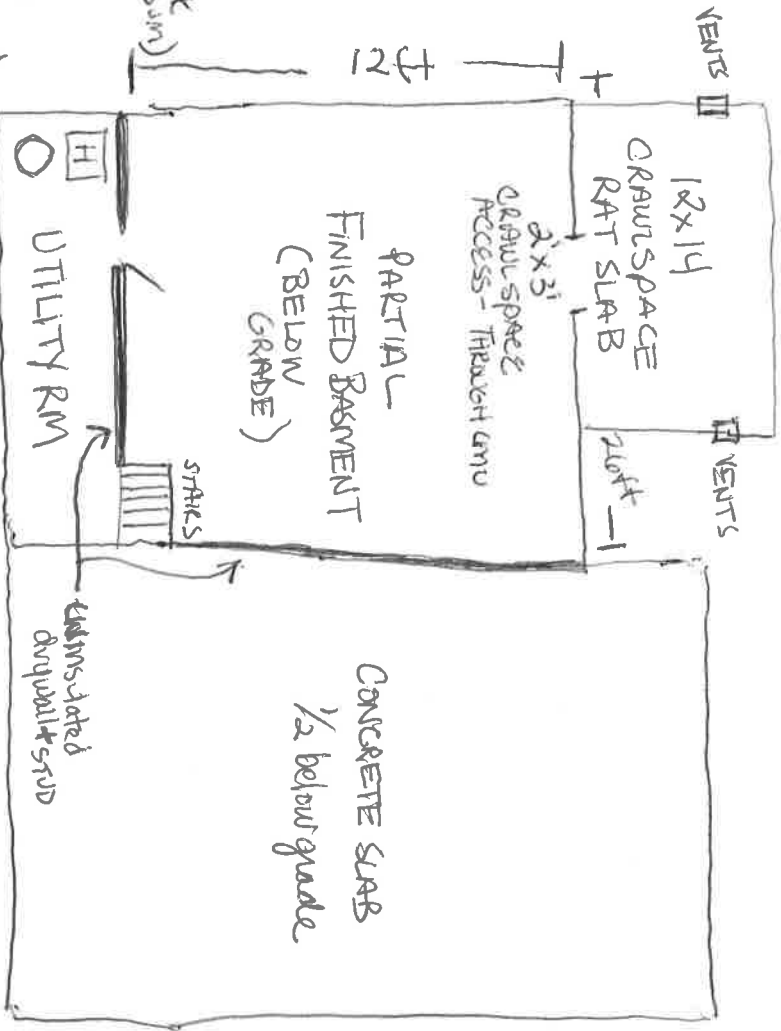 VENTS
12x14
CRAWLSPACE
RAT SLAB
VENTS
12ft
2'x3'
CRAWLSPACE
ACCESS- THROUGH CMU
26ft
PARTIAL
FINISHED BASMENT
(BELOW
GRADE)
H
UTILITY RM
STAIRS
uninsulated
drywall + STUD
CONCRETE SLAB
1/2 below grade